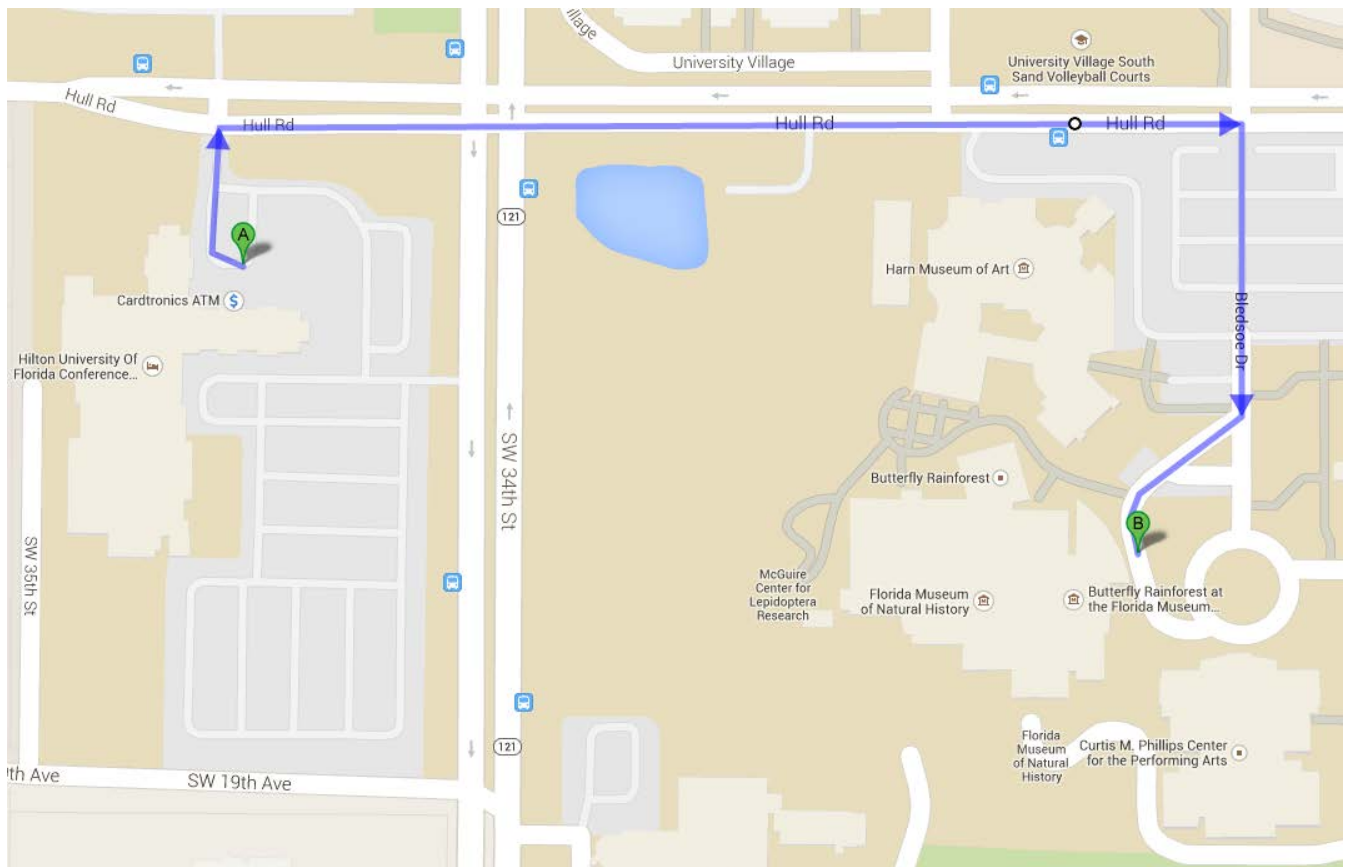 Village
University Village
University Village South
Sand Volleyball Courts
Hull Rd
Hull Rd
Hull Rd
Hull Rd
121
A
Harn Museum of Art
Cardtronics ATM
$
Bledsoe Dr
Hilton University Of
Florida Conference...
SW 34th St
Butterfly Rainforest
B
SW 35th St
McGuire
Center for
Lepidoptera
Research
Florida Museum
of Natural History
Butterfly Rainforest at
the Florida Museum...
121
Florida
Museum
of Natural
History
Curtis M. Phillips Center
for the Performing Arts
th Ave
SW 19th Ave